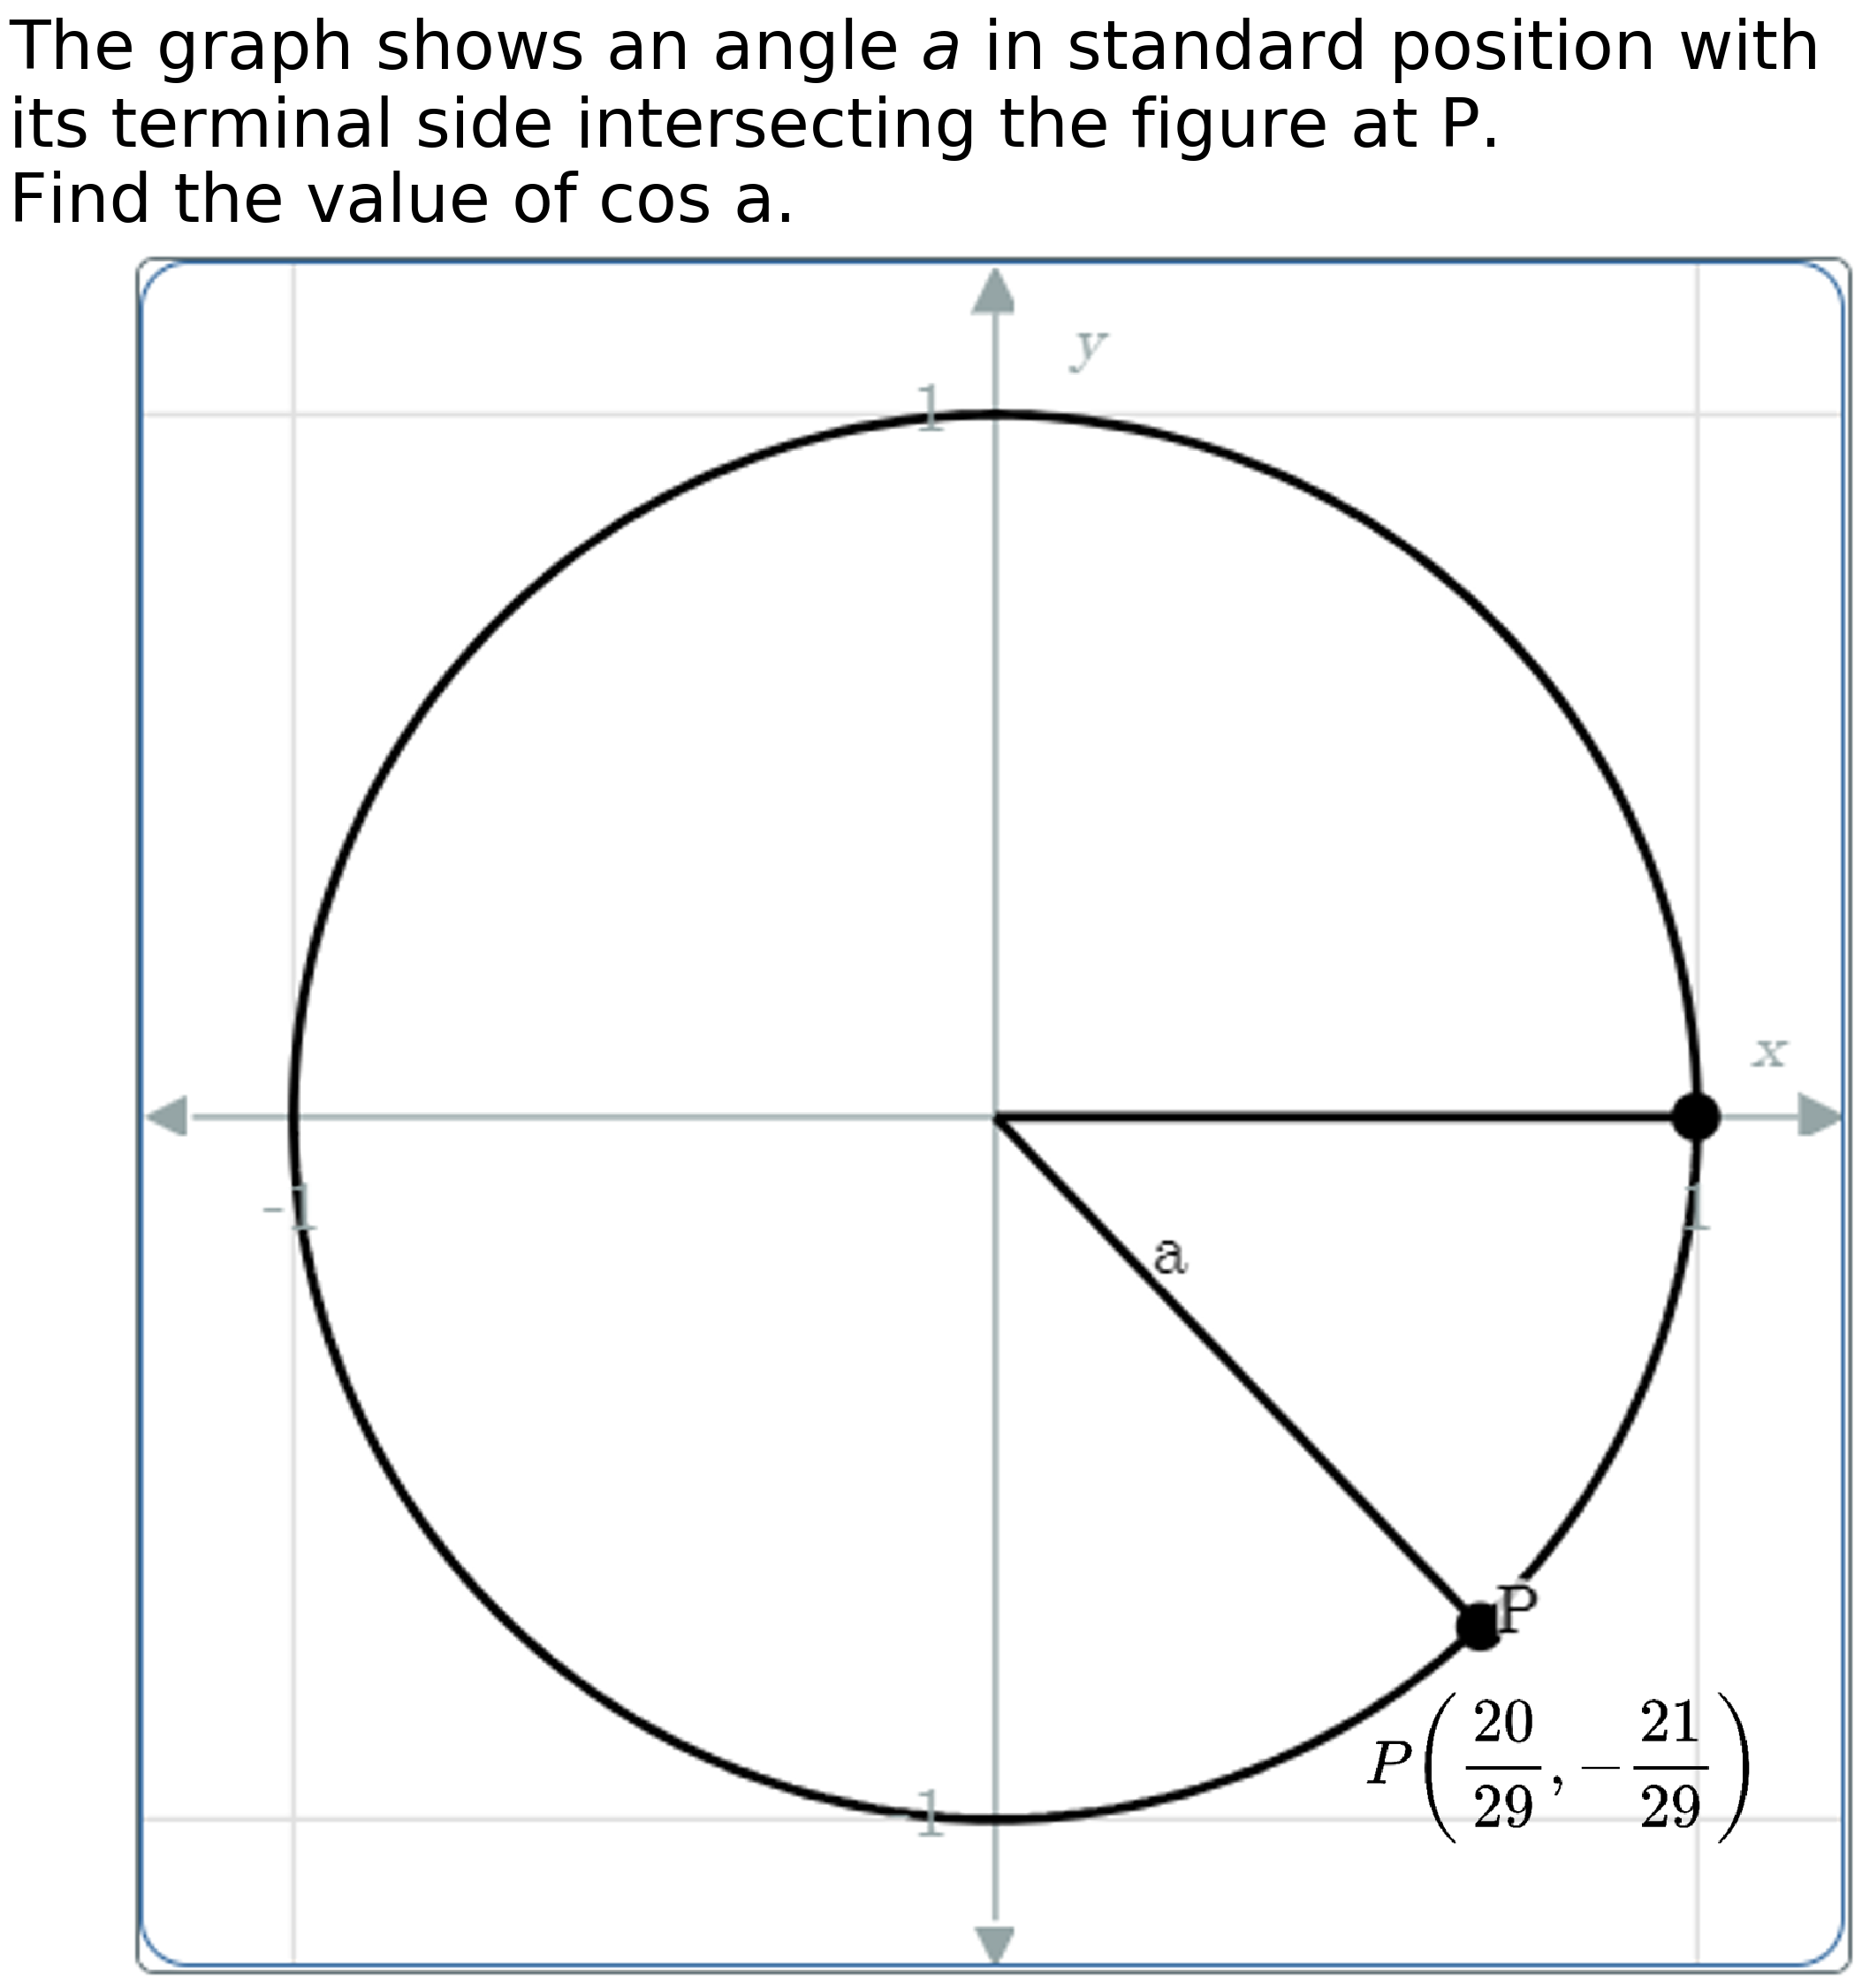 The graph shows an angle a in standard position with
its terminal side intersecting the figure at P.
Find the value of cos a.
y
1
x
-1
1
a
P
P(20/29, -21/29)
-1